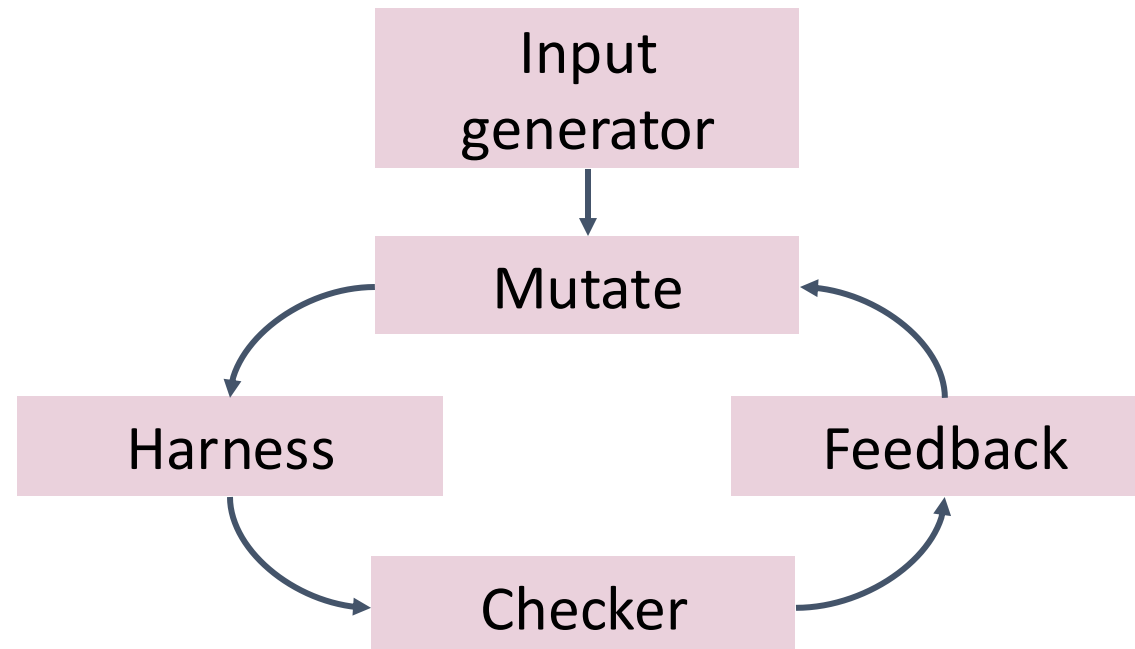 Input
generator
Mutate
Harness
Feedback
Checker